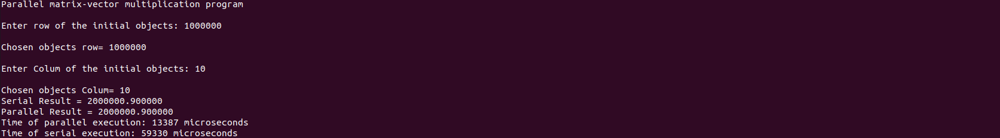 Parallel matrix-vector multiplication program
Enter row of the initial objects: 1000000
Chosen objects row= 1000000
Enter Colum of the initial objects: 10
Chosen objects Colum= 10
Serial Result = 2000000.900000
Parallel Result = 2000000.900000
Time of parallel execution: 13387 microseconds
Time of serial execution: 59330 microseconds